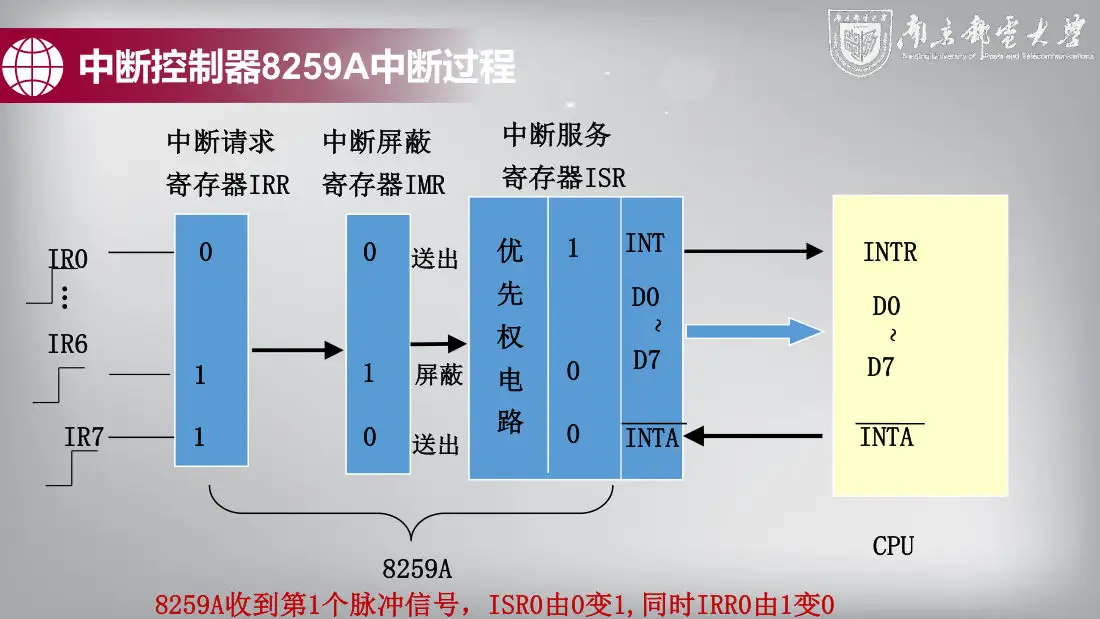 中断控制器8259A中断过程
南京邮电大学
Nanjing University of Posts and Telecommunications
中断请求
寄存器IRR
中断屏蔽
寄存器IMR
中断服务
寄存器ISR
IR0
⋮
IR6
IR7
0
1
1
0
1
0
送出
屏蔽
送出
优
先
权
电
路
1
0
0
INT
D0
~
D7
INTA
INTR
D0
~
D7
INTA
CPU
8259A
8259A收到第1个脉冲信号，ISR0由0变1,同时IRR0由1变0